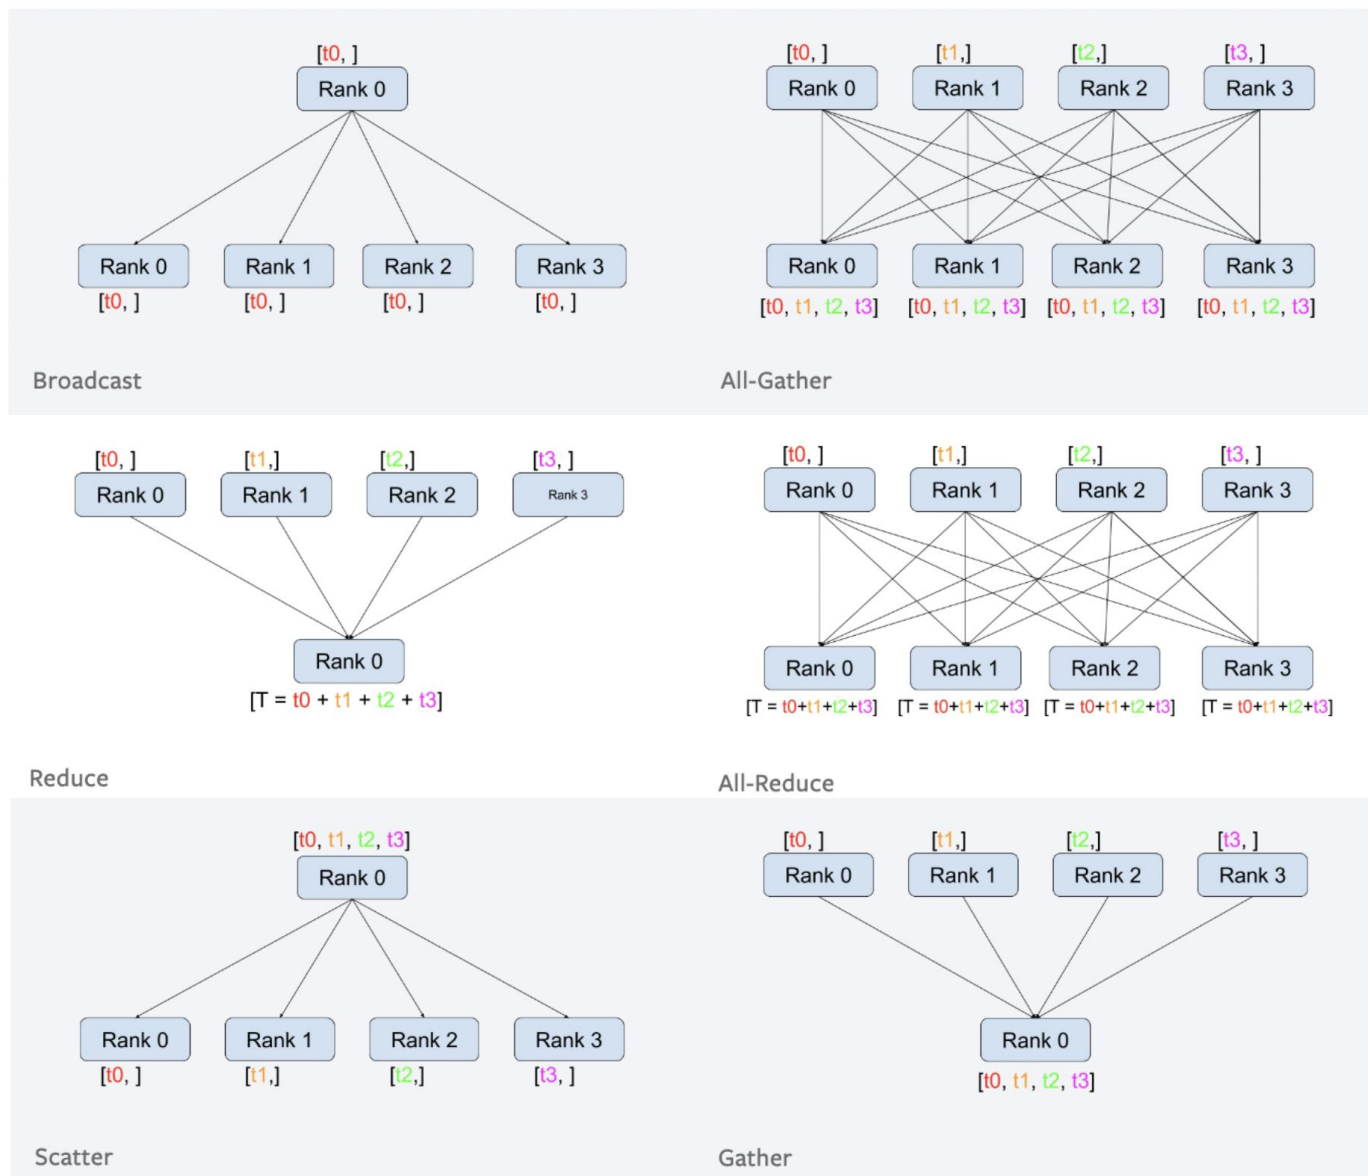 [t0, ]
Rank 0
Rank 0 Rank 1 Rank 2 Rank 3
[t0, ] [t0, ] [t0, ] [t0, ]
Broadcast
[t0, ] [t1,] [t2,] [t3, ]
Rank 0 Rank 1 Rank 2 Rank 3
Rank 0 Rank 1 Rank 2 Rank 3
[t0, t1, t2, t3] [t0, t1, t2, t3] [t0, t1, t2, t3] [t0, t1, t2, t3]
All-Gather
[t0, ] [t1,] [t2,] [t3, ]
Rank 0 Rank 1 Rank 2 Rank 3
Rank 0
[T = t0 + t1 + t2 + t3]
Reduce
[t0, ] [t1,] [t2,] [t3, ]
Rank 0 Rank 1 Rank 2 Rank 3
Rank 0 Rank 1 Rank 2 Rank 3
[T = t0+t1+t2+t3] [T = t0+t1+t2+t3] [T = t0+t1+t2+t3] [T = t0+t1+t2+t3]
All-Reduce
[t0, t1, t2, t3]
Rank 0
Rank 0 Rank 1 Rank 2 Rank 3
[t0, ] [t1,] [t2,] [t3, ]
Scatter
[t0, ] [t1,] [t2,] [t3, ]
Rank 0 Rank 1 Rank 2 Rank 3
Rank 0
[t0, t1, t2, t3]
Gather